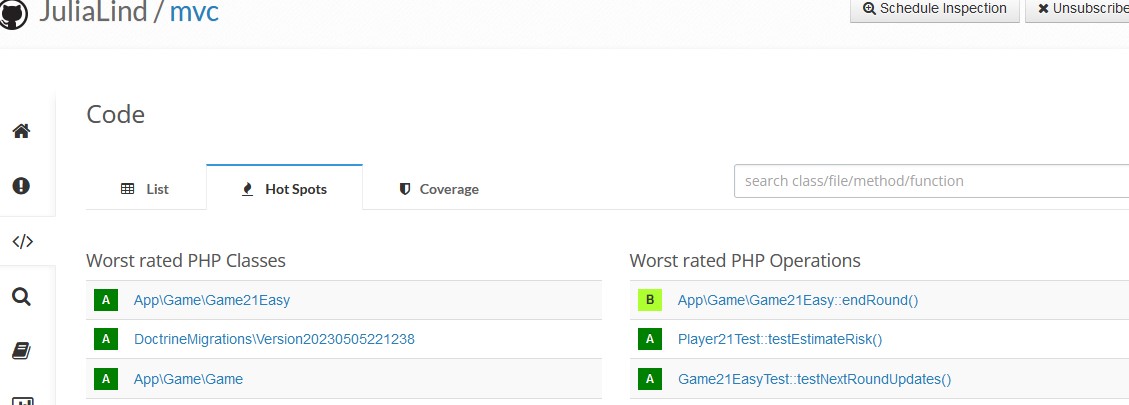 JuliaLind / mvc
Schedule Inspection
Unsubscribe
Code
List
Hot Spots
Coverage
search class/file/method/function
Worst rated PHP Classes
A App\Game\Game21Easy
A DoctrineMigrations\Version20230505221238
A App\Game\Game
Worst rated PHP Operations
B App\Game\Game21Easy::endRound()
A Player21Test::testEstimateRisk()
A Game21EasyTest::testNextRoundUpdates()